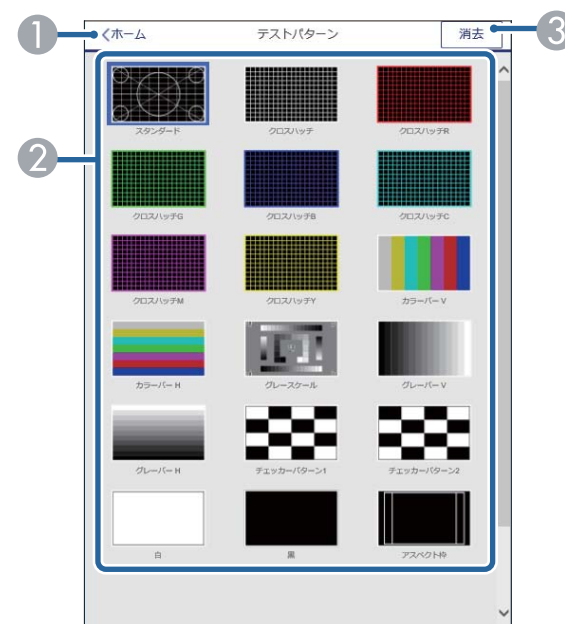 1
‹ホーム
テストパターン
消去
3
2
スタンダード
クロスハッチ
クロスハッチR
クロスハッチG
クロスハッチB
クロスハッチC
クロスハッチM
クロスハッチY
カラーバー V
カラーバー H
グレースケール
グレーバー V
グレーバー H
チェッカーパターン1
チェッカーパターン2
白
黒
アスペクト枠